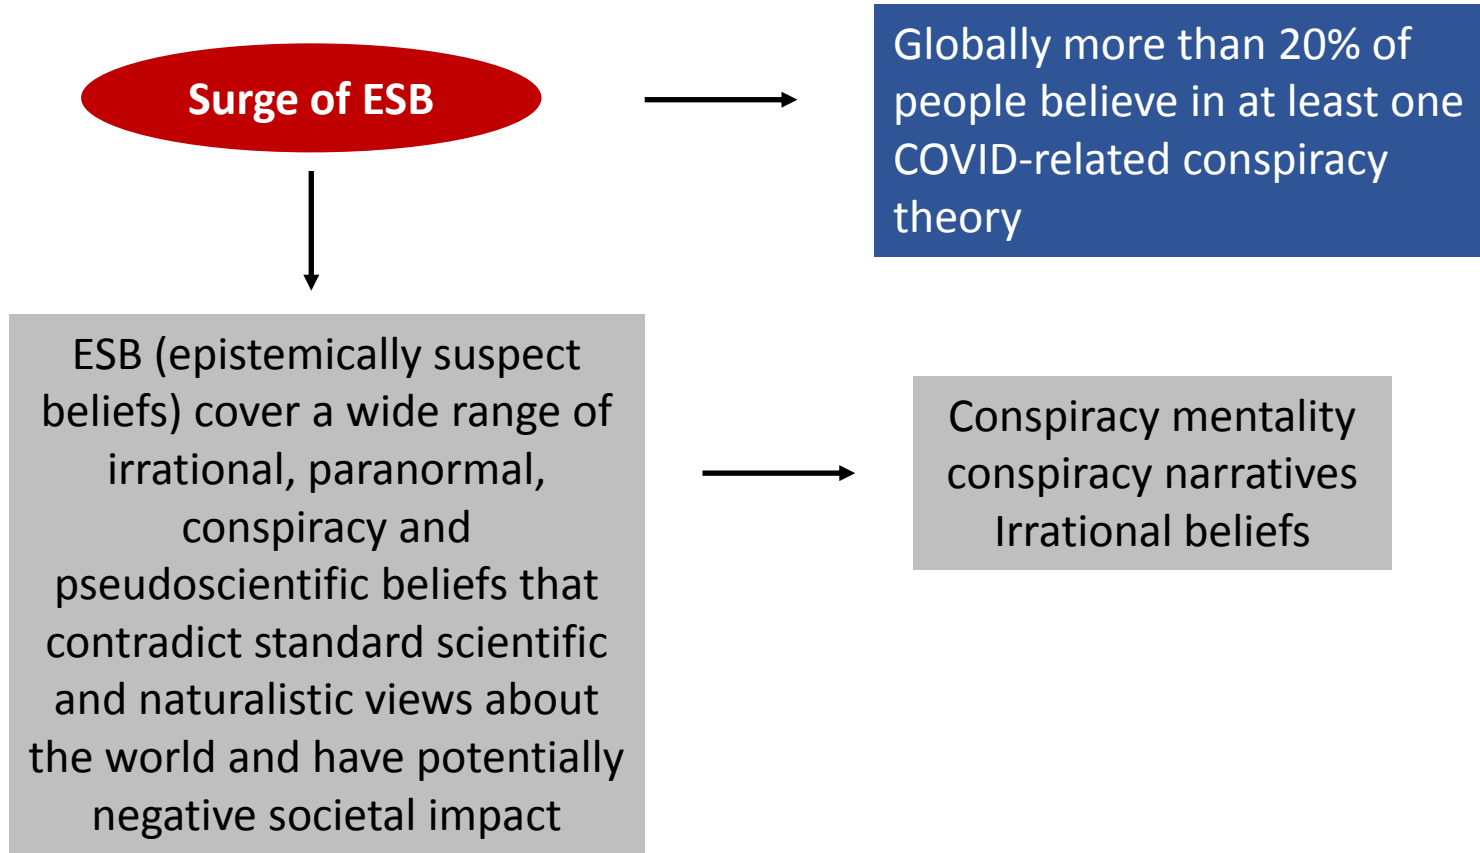 Surge of ESB
Globally more than 20% of
people believe in at least one
COVID-related conspiracy
theory
ESB (epistemically suspect
beliefs) cover a wide range of
irrational, paranormal,
conspiracy and
pseudoscientific beliefs that
contradict standard scientific
and naturalistic views about
the world and have potentially
negative societal impact
Conspiracy mentality
conspiracy narratives
Irrational beliefs